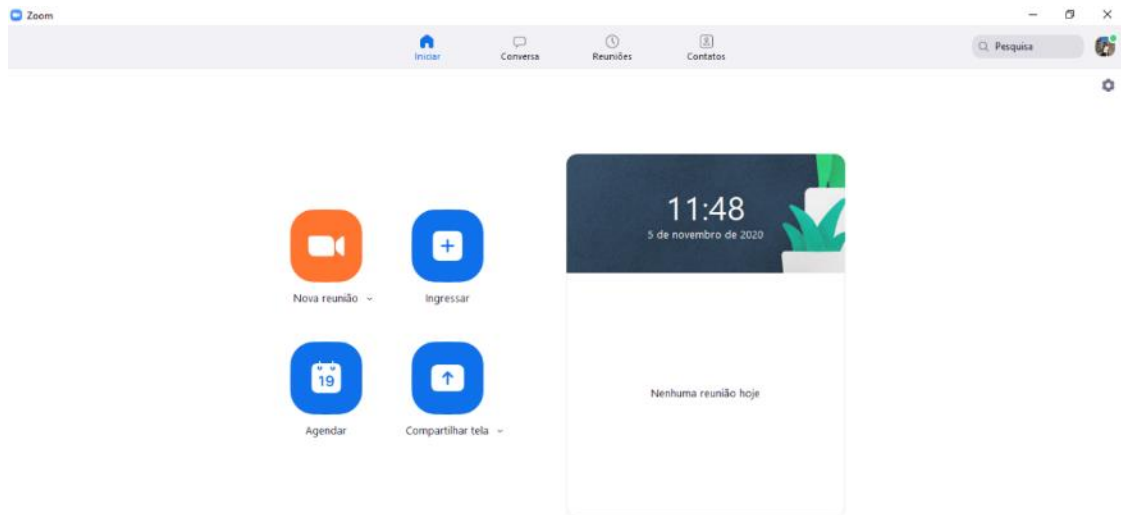 Zoom
Iniciar
Conversa
Reuniões
Contatos
Pesquisa
11:48
5 de novembro de 2020
Nova reunião
Ingressar
19
Agendar
Compartilhar tela
Nenhuma reunião hoje